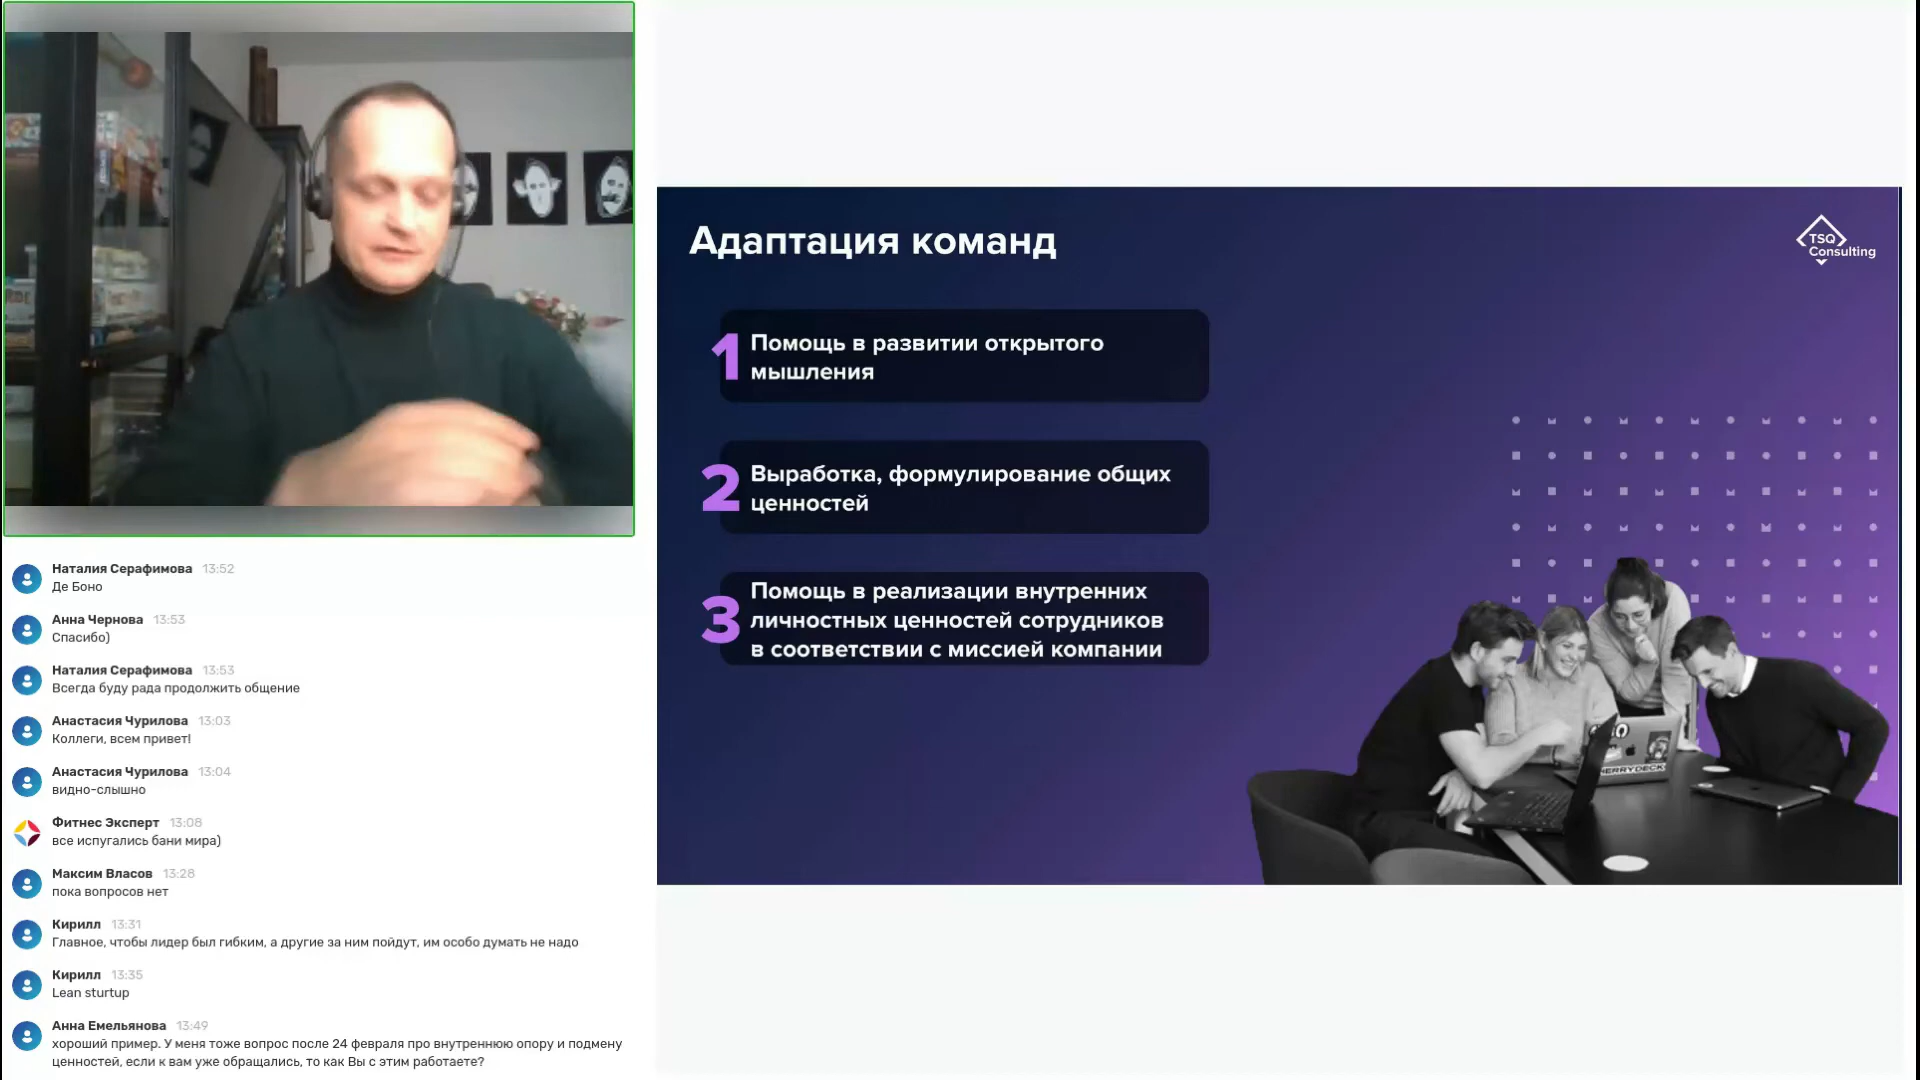 Наталия Серафимова 13:52
Де Боно
Анна Чернова 13:53
Спасибо)
Наталия Серафимова 13:53
Всегда буду рада продолжить общение
Анастасия Чурилова 13:03
Коллеги, всем привет!
Анастасия Чурилова 13:04
видно-слышно
Фитнес Эксперт 13:08
все испугались бани мира)
Максим Власов 13:28
пока вопросов нет
Кирилл 13:31
Главное, чтобы лидер был гибким, а другие за ним пойдут, им особо думать не надо
Кирилл 13:35
Lean sturtup
Анна Емельянова 13:49
хороший пример. У меня тоже вопрос после 24 февраля про внутреннюю опору и подмену
ценностей, если к вам уже обращались, то как Вы с этим работаете?
Адаптация команд
TSQ
Consulting
1 Помощь в развитии открытого
мышления
2 Выработка, формулирование общих
ценностей
3 Помощь в реализации внутренних
личностных ценностей сотрудников
в соответствии с миссией компании